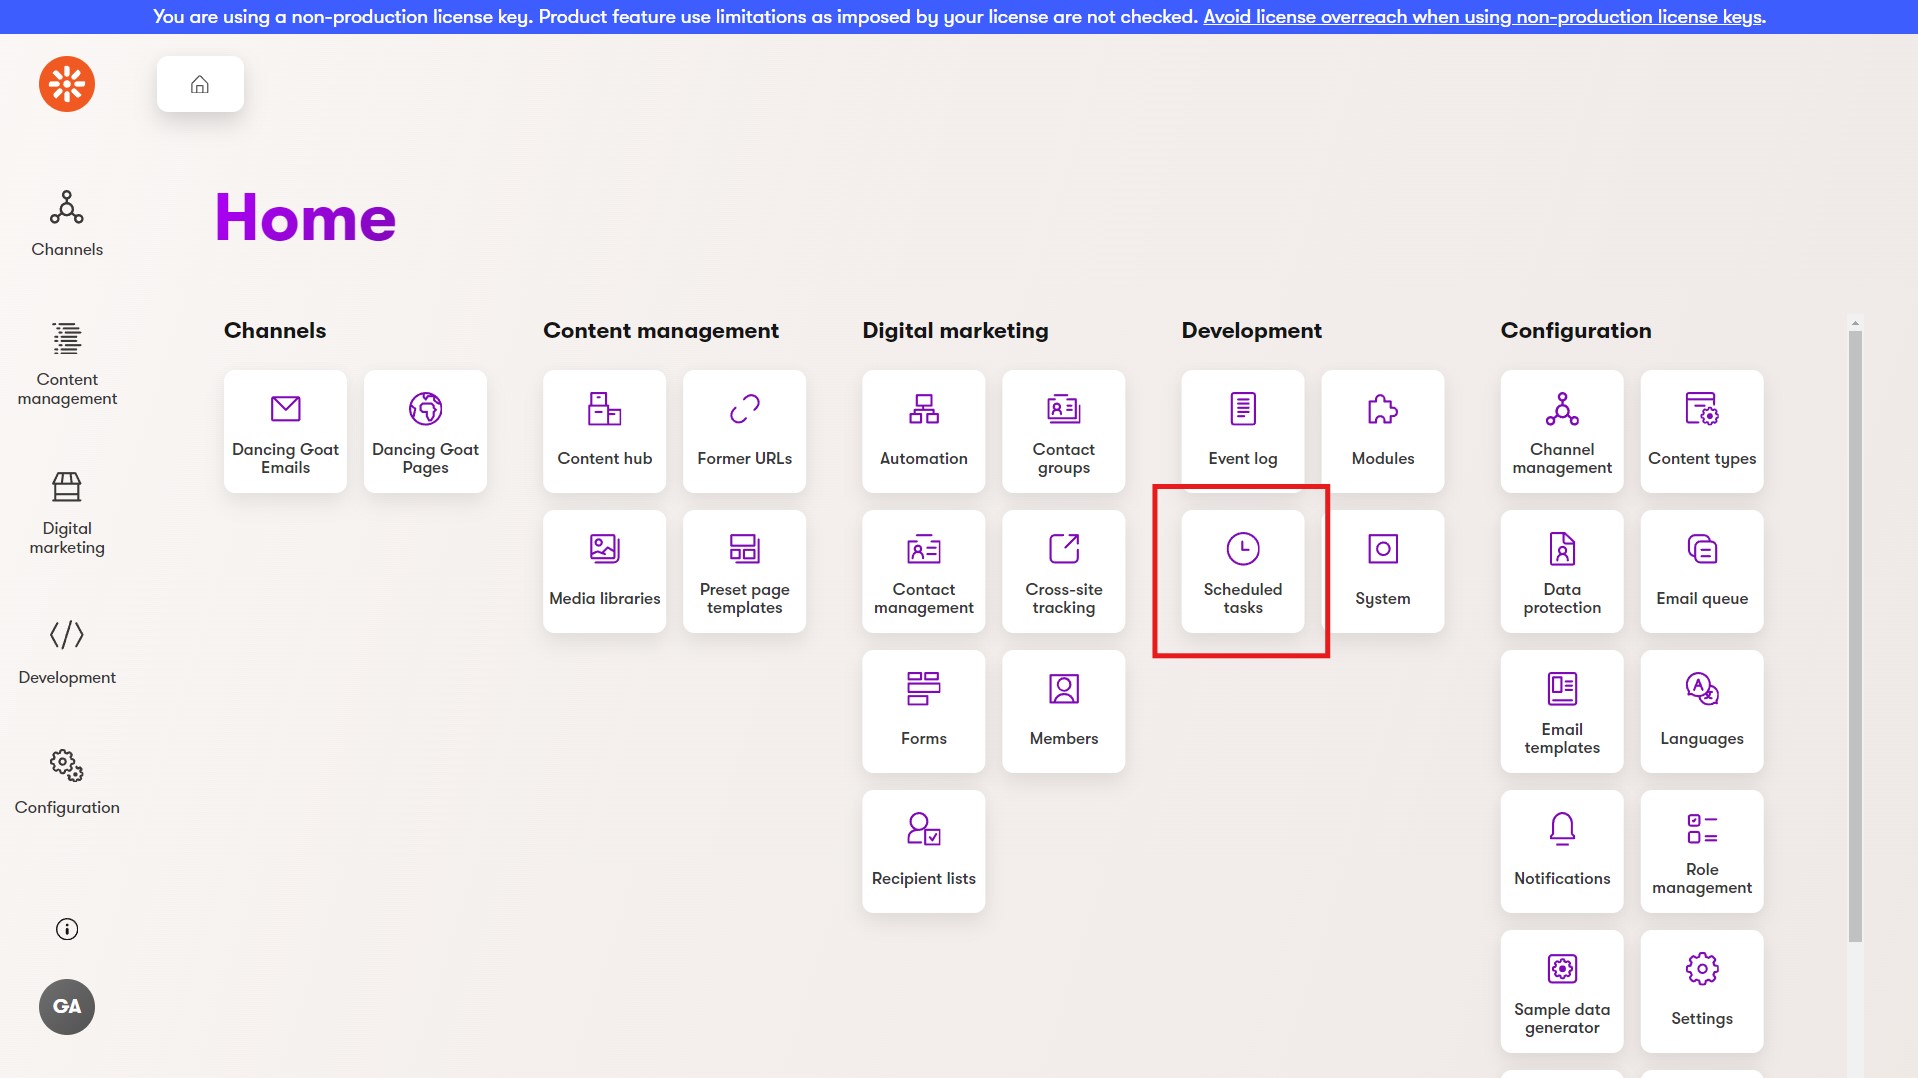 You are using a non-production license key. Product feature use limitations as imposed by your license are not checked. Avoid license overreach when using non-production license keys.
Home
Channels
Content
management
Digital
marketing
Development
Configuration
GA
Channels
Dancing Goat
Emails
Dancing Goat
Pages
Content management
Content hub
Former URLs
Media libraries
Preset page
templates
Digital marketing
Automation
Contact
groups
Contact
management
Cross-site
tracking
Forms
Members
Recipient lists
Development
Event log
Modules
Scheduled
tasks
System
Configuration
Channel
management
Content types
Data
protection
Email queue
Email
templates
Languages
Notifications
Role
management
Sample data
generator
Settings